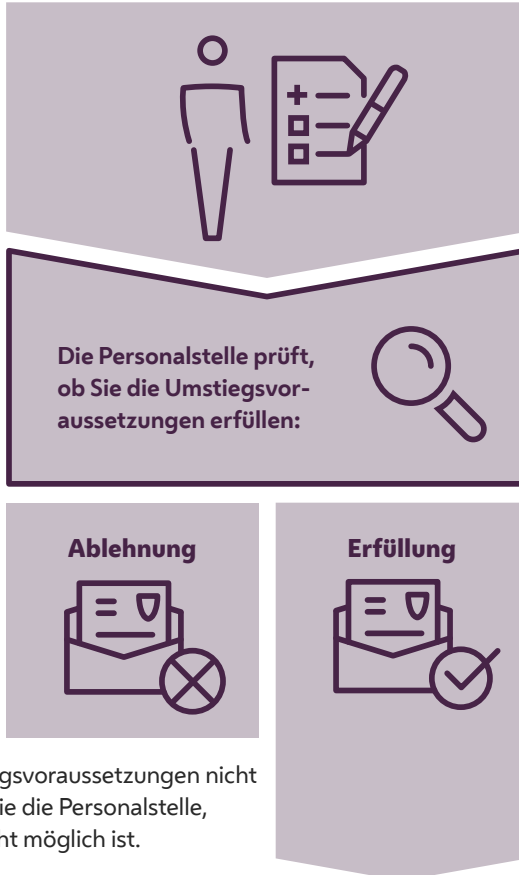 Die Personalstelle prüft,
ob Sie die Umstiegsvor-
aussetzungen erfüllen:
Ablehnung
Erfüllung
gsvoraussetzungen nicht
ie die Personalstelle,
ht möglich ist.